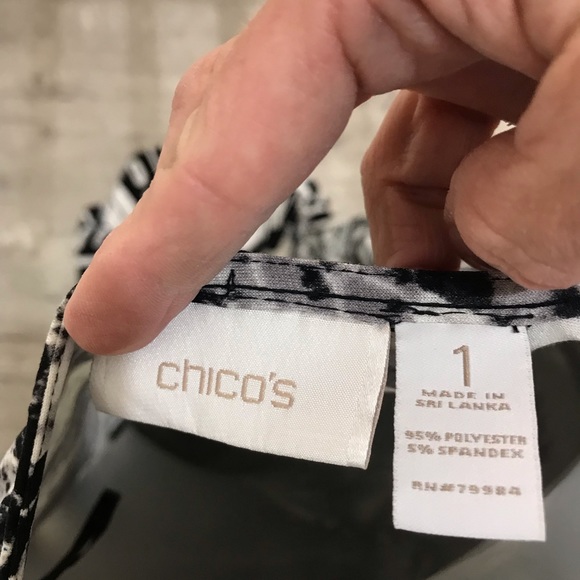 chico's
1
MADE IN
SRI LANKA
95% POLYESTER
5% SPANDEX
RN#79984